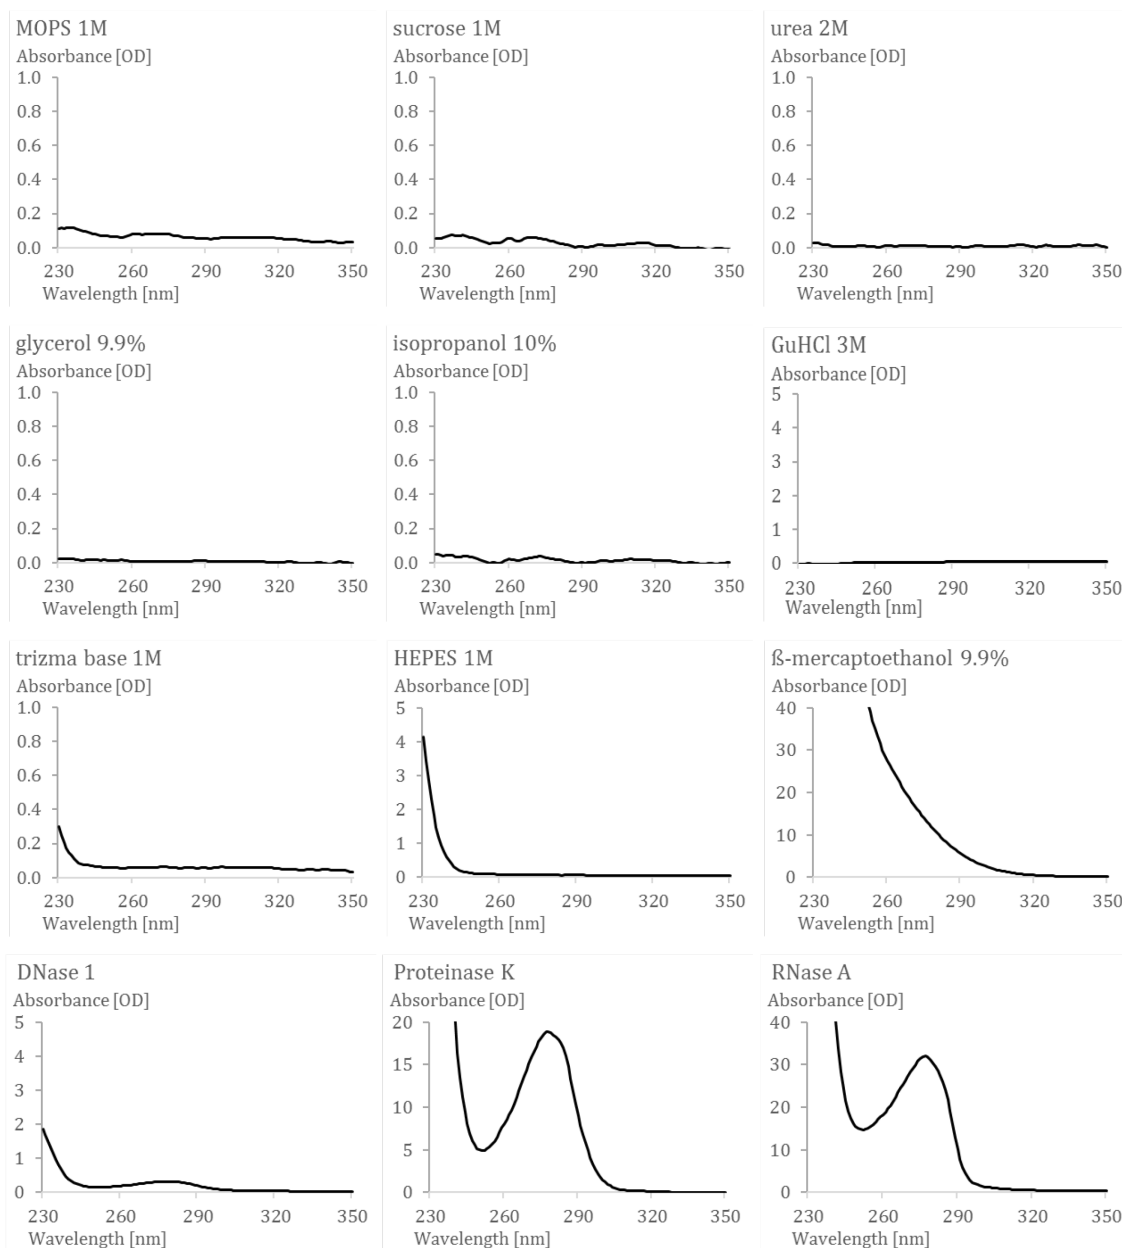 MOPS 1M
Absorbance [OD]
1.0
0.8
0.6
0.4
0.2
0.0
230 260 290 320 350
Wavelength [nm]
sucrose 1M
Absorbance [OD]
1.0
0.8
0.6
0.4
0.2
0.0
230 260 290 320 350
Wavelength [nm]
urea 2M
Absorbance [OD]
1.0
0.8
0.6
0.4
0.2
0.0
230 260 290 320 350
Wavelength [nm]
glycerol 9.9%
Absorbance [OD]
1.0
0.8
0.6
0.4
0.2
0.0
230 260 290 320 350
Wavelength [nm]
isopropanol 10%
Absorbance [OD]
1.0
0.8
0.6
0.4
0.2
0.0
230 260 290 320 350
Wavelength [nm]
GuHCl 3M
Absorbance [OD]
5
4
3
2
1
0
230 260 290 320 350
Wavelength [nm]
trizma base 1M
Absorbance [OD]
1.0
0.8
0.6
0.4
0.2
0.0
230 260 290 320 350
Wavelength [nm]
HEPES 1M
Absorbance [OD]
5
4
3
2
1
0
230 260 290 320 350
Wavelength [nm]
ß-mercaptoethanol 9.9%
Absorbance [OD]
40
30
20
10
0
230 260 290 320 350
Wavelength [nm]
DNase 1
Absorbance [OD]
5
4
3
2
1
0
230 260 290 320 350
Wavelength [nm]
Proteinase K
Absorbance [OD]
20
15
10
5
0
230 260 290 320 350
Wavelength [nm]
RNase A
Absorbance [OD]
40
30
20
10
0
230 260 290 320 350
Wavelength [nm]